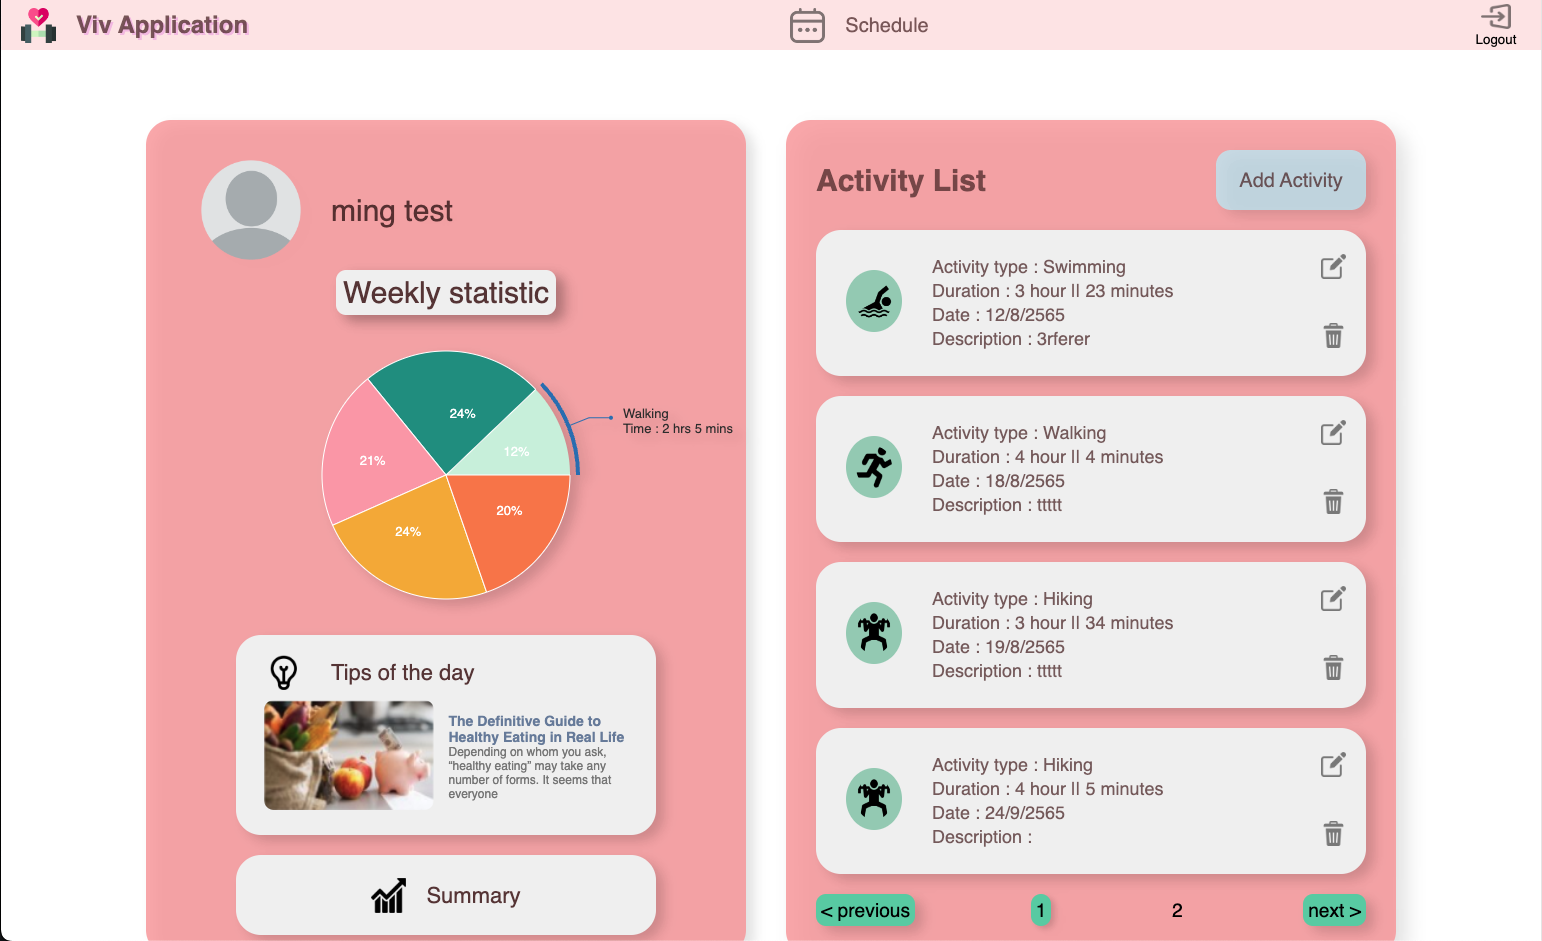 Viv Application
Schedule
Logout
ming test
Weekly statistic
24%
12%
21%
24%
20%
Walking
Time : 2 hrs 5 mins
Tips of the day
The Definitive Guide to
Healthy Eating in Real Life
Depending on whom you ask,
“healthy eating” may take any
number of forms. It seems that
everyone
Summary
Activity List
Add Activity
Activity type : Swimming
Duration : 3 hour || 23 minutes
Date : 12/8/2565
Description : 3rferer
Activity type : Walking
Duration : 4 hour || 4 minutes
Date : 18/8/2565
Description : ttttt
Activity type : Hiking
Duration : 3 hour || 34 minutes
Date : 19/8/2565
Description : ttttt
Activity type : Hiking
Duration : 4 hour || 5 minutes
Date : 24/9/2565
Description :
< previous
1
2
next >